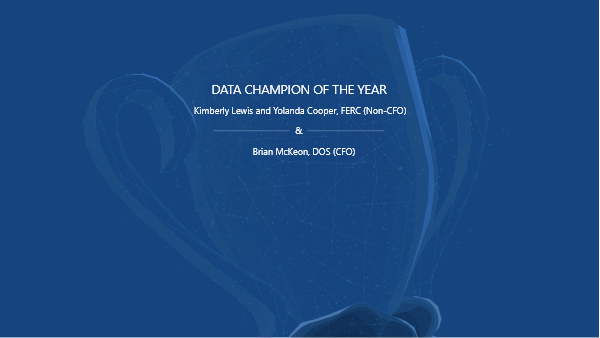 DATA CHAMPION OF THE YEAR
Kimberly Lewis and Yolanda Cooper, FERC (Non-CFO)
&
Brian McKeon, DOS (CFO)